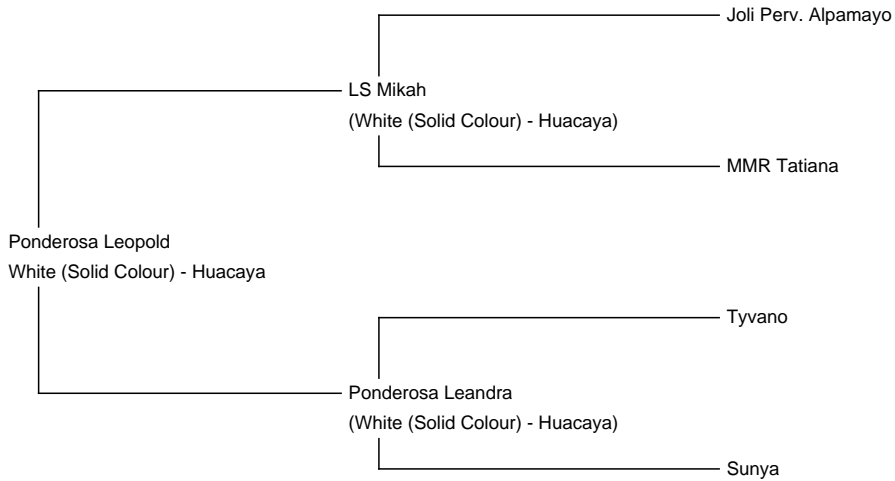 Joli Perv. Alpamayo
LS Mikah
(White (Solid Colour) - Huacaya)
MMR Tatiana
Ponderosa Leopold
White (Solid Colour) - Huacaya
Tyvano
Ponderosa Leandra
(White (Solid Colour) - Huacaya)
Sunya